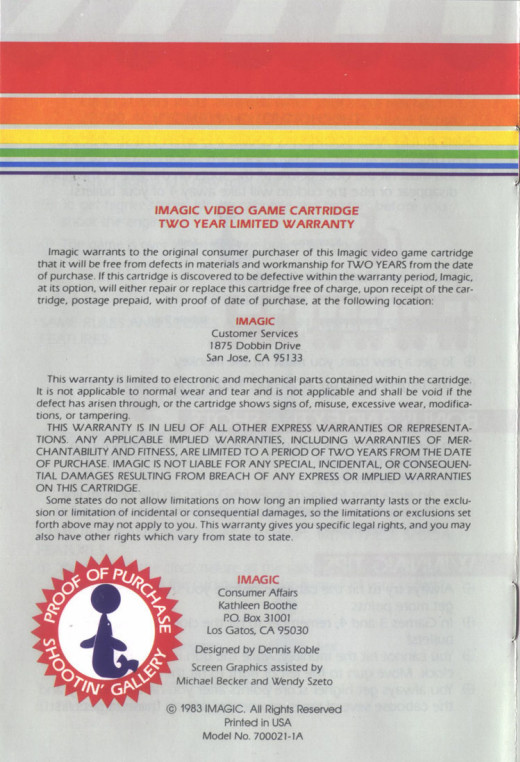 IMAGIC VIDEO GAME CARTRIDGE
TWO YEAR LIMITED WARRANTY
Imagic warrants to the original consumer purchaser of this Imagic video game cartridge
that it will be free from defects in materials and workmanship for TWO YEARS from the date
of purchase. If this cartridge is discovered to be defective within the warranty period, Imagic,
at its option, will either repair or replace this cartridge free of charge, upon receipt of the car-
tridge, postage prepaid, with proof of date of purchase, at the following location:
IMAGIC
Customer Services
1875 Dobbin Drive
San Jose, CA 95133
This warranty is limited to electronic and mechanical parts contained within the cartridge.
It is not applicable to normal wear and tear and is not applicable and shall be void if the
defect has arisen through, or the cartridge shows signs of, misuse, excessive wear, modifica-
tions, or tampering.
THIS WARRANTY IS IN LIEU OF ALL OTHER EXPRESS WARRANTIES OR REPRESENTA-
TIONS. ANY APPLICABLE IMPLIED WARRANTIES, INCLUDING WARRANTIES OF MER-
CHANTABILITY AND FITNESS, ARE LIMITED TO A PERIOD OF TWO YEARS FROM THE DATE
OF PURCHASE. IMAGIC IS NOT LIABLE FOR ANY SPECIAL, INCIDENTAL, OR CONSEQUEN-
TIAL DAMAGES RESULTING FROM BREACH OF ANY EXPRESS OR IMPLIED WARRANTIES
ON THIS CARTRIDGE.
Some states do not allow limitations on how long an implied warranty lasts or the exclu-
sion or limitation of incidental or consequential damages, so the limitations or exclusions set
forth above may not apply to you. This warranty gives you specific legal rights, and you may
also have other rights which vary from state to state.
PROOF OF PURCHASE
SHOOTIN' GALLERY
IMAGIC
Consumer Affairs
Kathleen Boothe
P.O. Box 31001
Los Gatos, CA 95030
Designed by Dennis Koble
Screen Graphics assisted by
Michael Becker and Wendy Szeto
© 1983 IMAGIC. All Rights Reserved
Printed in USA
Model No. 700021-1A